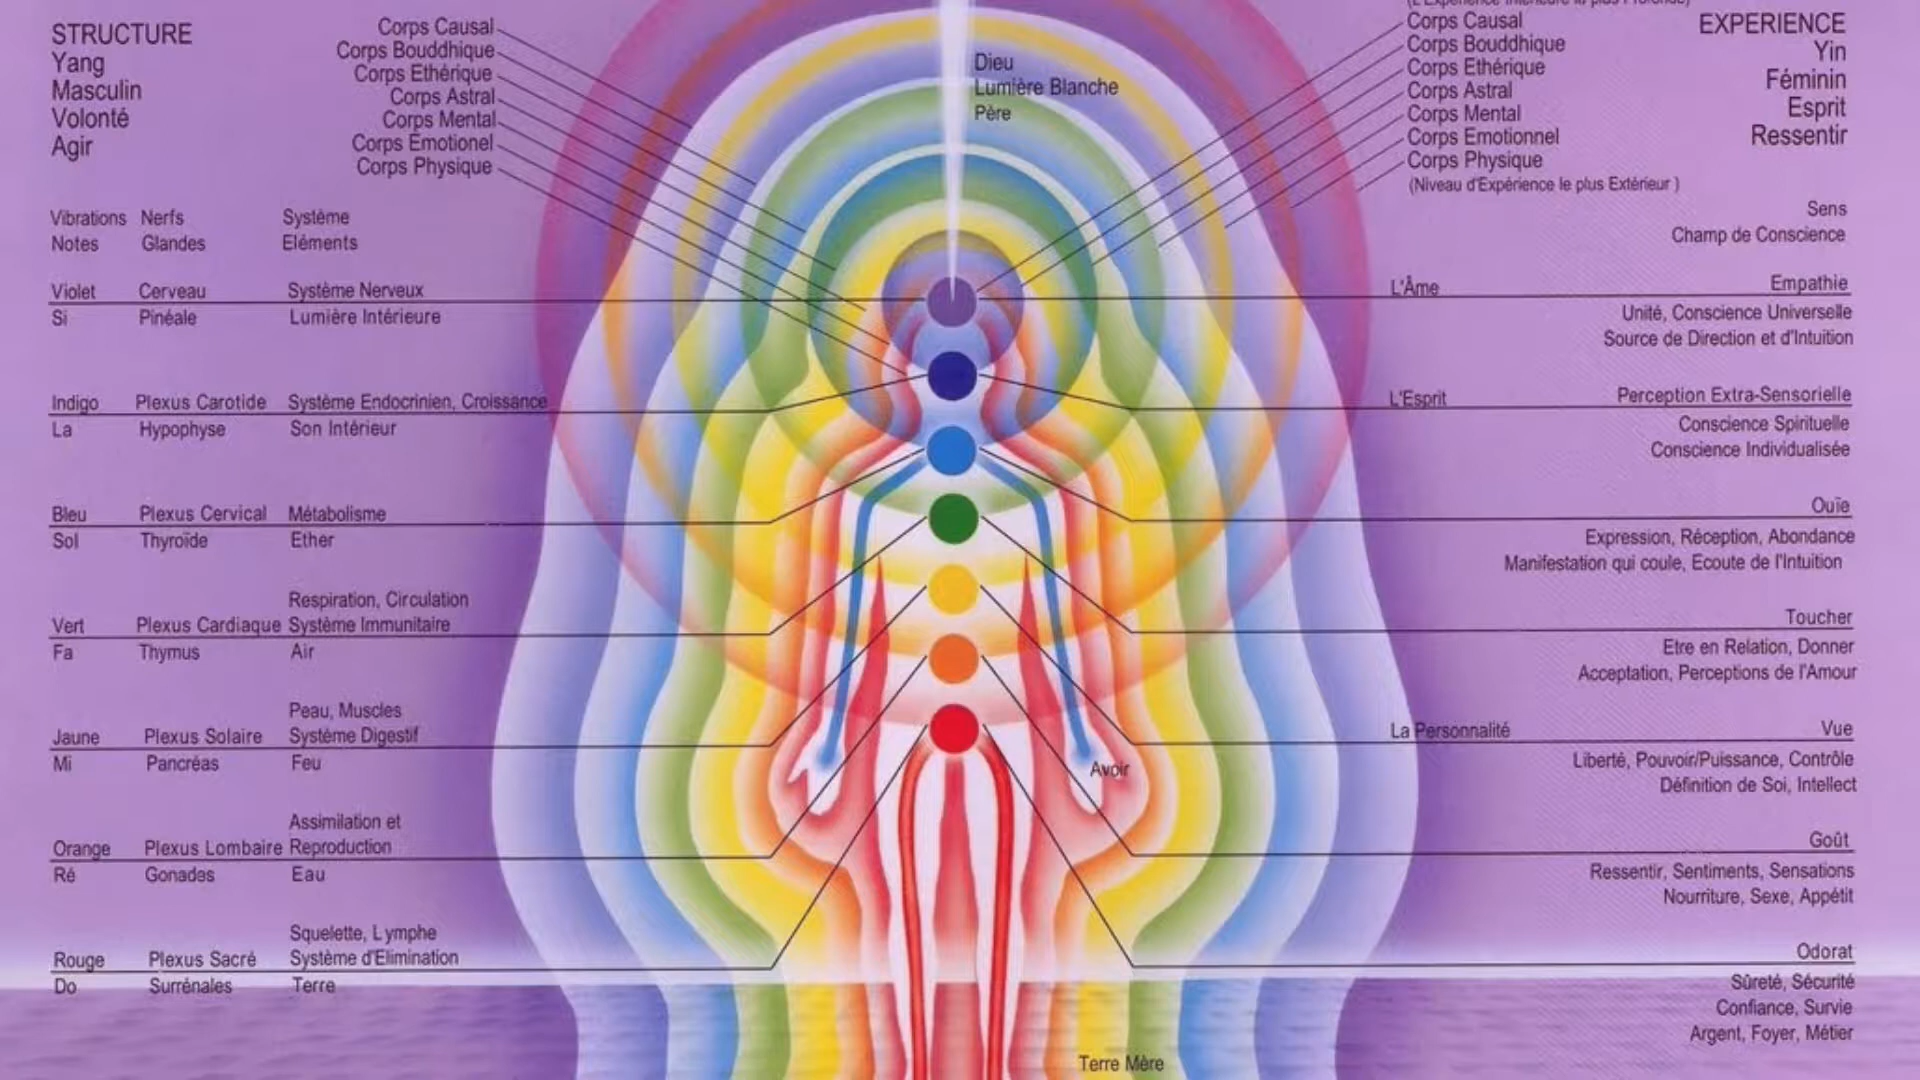 STRUCTURE
Yang
Masculin
Volonté
Agir
Corps Causal
Corps Bouddhique
Corps Ethérique
Corps Astral
Corps Mental
Corps Emotionel
Corps Physique
Dieu
Lumière Blanche
Père
(L'Expérience Intérieure la plus Profonde)
Corps Causal
Corps Bouddhique
Corps Ethérique
Corps Astral
Corps Mental
Corps Emotionnel
Corps Physique
(Niveau d'Expérience le plus Extérieur )
EXPERIENCE
Yin
Féminin
Esprit
Ressentir
Vibrations Nerfs Système
Notes Glandes Eléments
Sens
Champ de Conscience
Violet Cerveau Système Nerveux
Si Pinéale Lumière Intérieure
L'Âme Empathie
Unité, Conscience Universelle
Source de Direction et d'Intuïtion
Indigo Plexus Carotide Système Endocrinien, Croissance
La Hypophyse Son Intérieur
L'Esprit Perception Extra-Sensorielle
Conscience Spirituelle
Conscience Individualisée
Bleu Plexus Cervical Métabolisme
Sol Thyroïde Ether
Ouïe
Expression, Réception, Abondance
Manifestation qui coule, Ecoute de l'Intuition
Respiration, Circulation
Vert Plexus Cardiaque Système Immunitaire
Fa Thymus Air
Toucher
Etre en Relation, Donner
Acceptation, Perceptions de l'Amour
Peau, Muscles
Jaune Plexus Solaire Système Digestif
Mi Pancréas Feu
La Personnalité Vue
Liberté, Pouvoir/Puissance, Contrôle
Définition de Soi, Intellect
Avoir
Assimilation et
Orange Plexus Lombaire Reproduction
Ré Gonades Eau
Goût
Ressentir, Sentiments, Sensations
Nourriture, Sexe, Appétit
Squelette, Lymphe
Rouge Plexus Sacré Système d'Elimination
Do Surrénales Terre
Odorat
Sûreté, Sécurité
Confiance, Survie
Argent, Foyer, Métier
Terre Mère